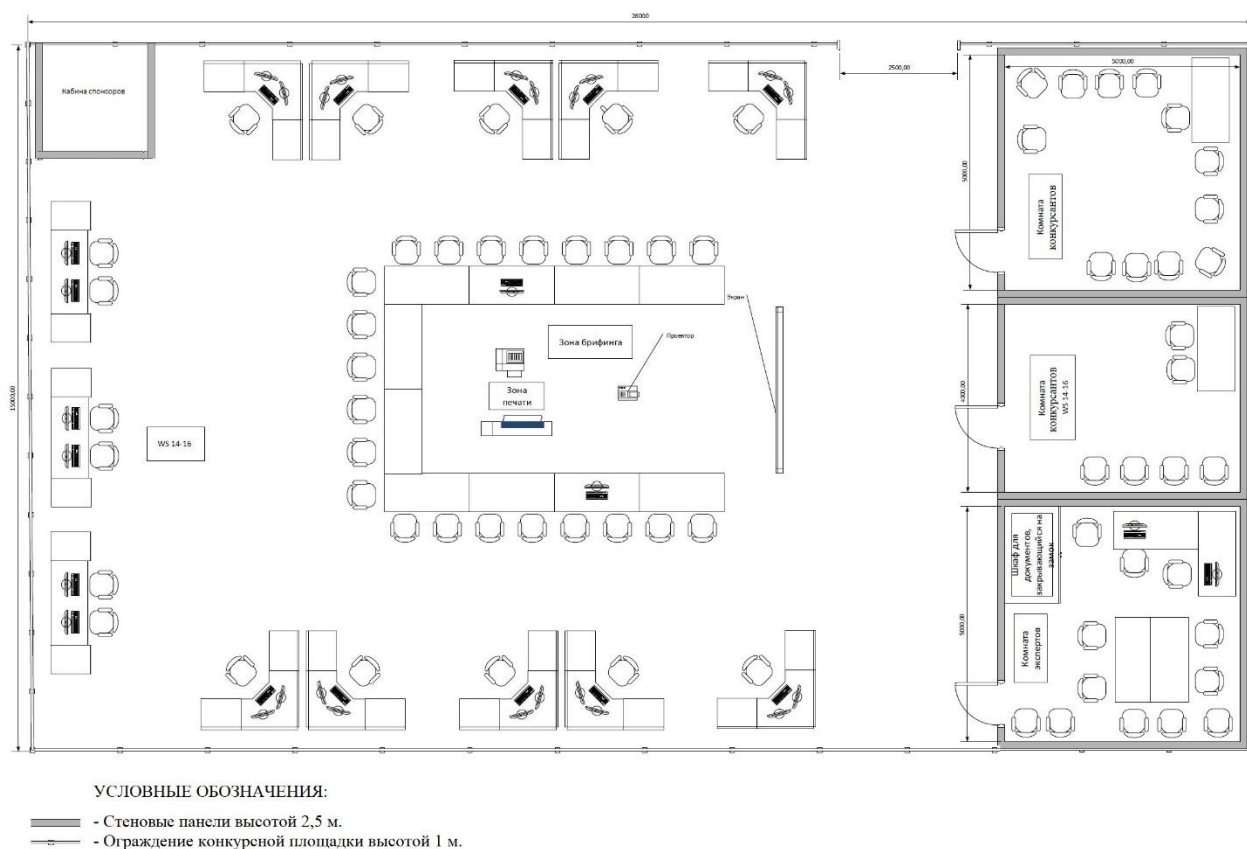 26000
2500,00
5000,00
Кабина спонсоров
5000,00
Комната
конкурсантов
Экран
Проектор
Зона брифинга
Зона
печати
15000,00
WS 14-16
4000,00
Комната
конкурсантов
WS 14-16
Шкаф для
документов,
закрывающийся на
замок
5000,00
Комната
экспертов
УСЛОВНЫЕ ОБОЗНАЧЕНИЯ:
- Стеновые панели высотой 2,5 м.
- Ограждение конкурсной площадки высотой 1 м.